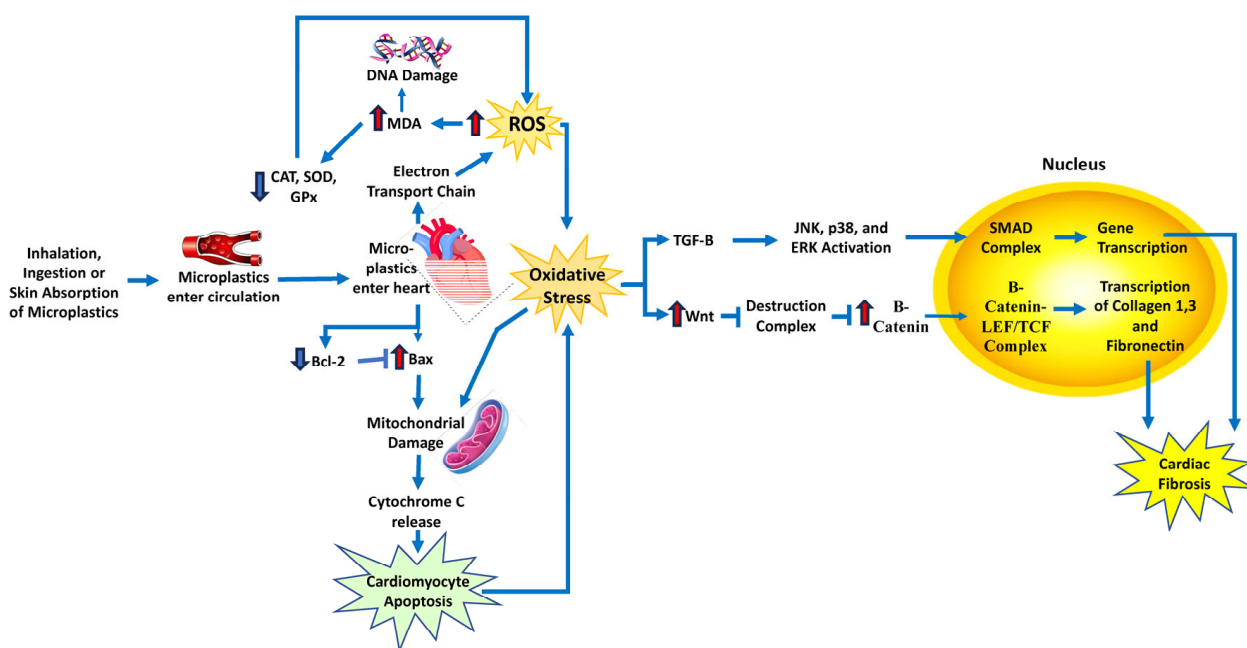 DNA Damage
MDA
ROS
CAT, SOD,
GPx
Electron
Transport Chain
Inhalation,
Ingestion or
Skin Absorption
of Microplastics
Microplastics
enter circulation
Micro-
plastics
enter heart
Oxidative
Stress
Bcl-2
Bax
Mitochondrial
Damage
Cytochrome C
release
Cardiomyocyte
Apoptosis
TGF-B
JNK, p38, and
ERK Activation
Wnt
Destruction
Complex
B-
Catenin
Nucleus
SMAD
Complex
Gene
Transcription
B-
Catenin-
LEF/TCF
Complex
Transcription
of Collagen 1,3
and
Fibronectin
Cardiac
Fibrosis